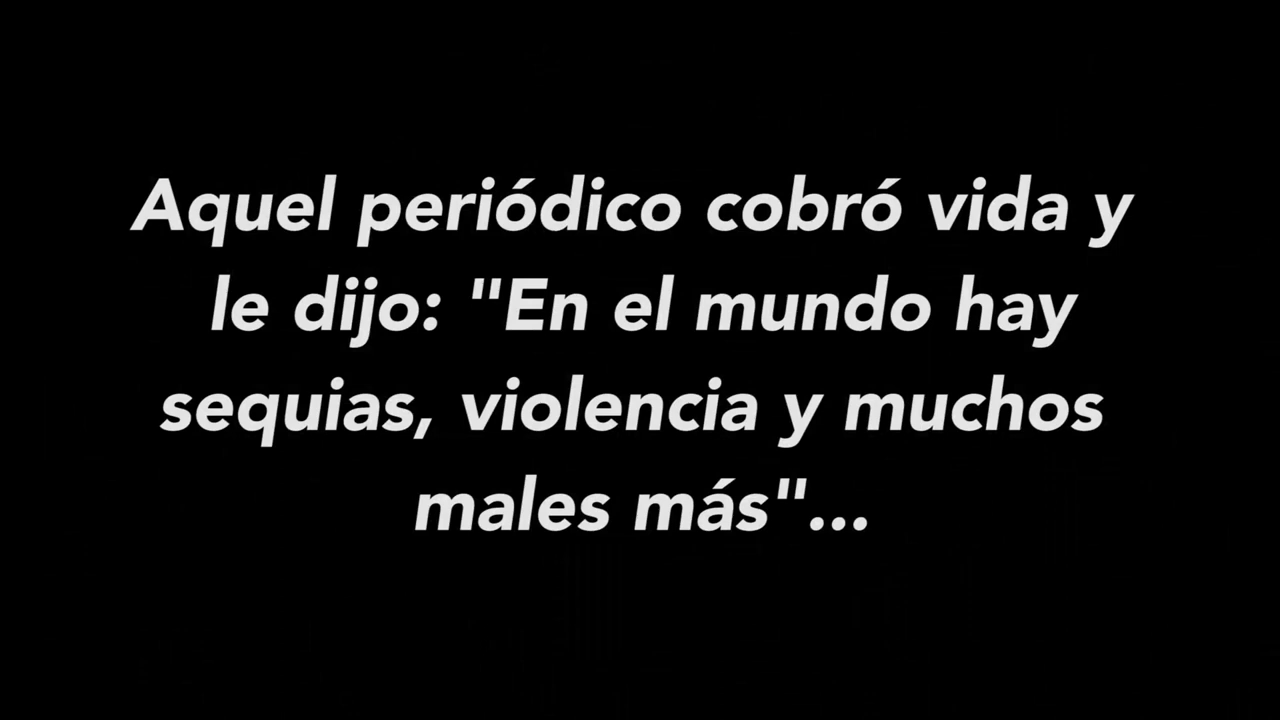 Aquel periódico cobró vida y
le dijo: "En el mundo hay
sequias, violencia y muchos
males más"...